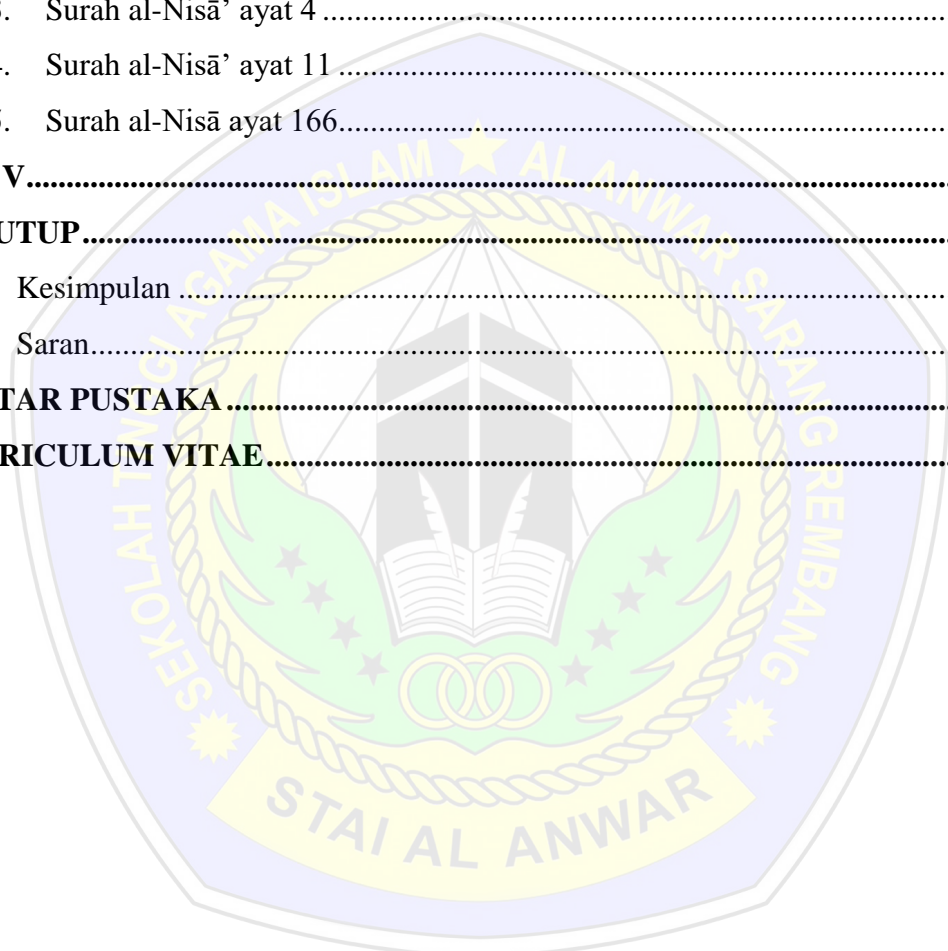 3. Surah al-Nisā’ ayat 4 ....................................................................................
4. Surah al-Nisā’ ayat 11 ..................................................................................
5. Surah al-Nisā ayat 166..................................................................................
V..........................................................................................................................
UTUP..................................................................................................................
Kesimpulan ......................................................................................................
Saran.................................................................................................................
TAR PUSTAKA ................................................................................................
RICULUM VITAE...........................................................................................
SEKOLAH TINGGI AGAMA ISLAM ★ AL ANWAR SARANG REMBANG
STAI AL ANWAR